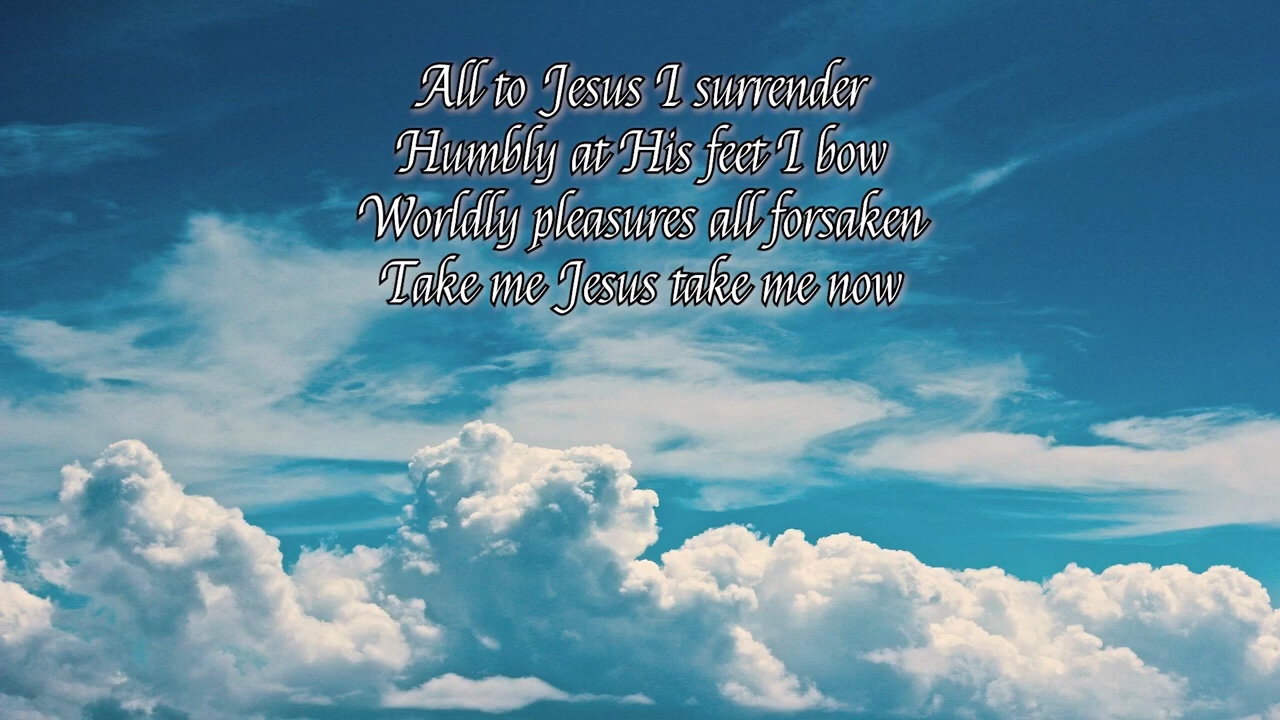 All to Jesus I surrender
Humbly at His feet I bow
Worldly pleasures all forsaken
Take me Jesus take me now